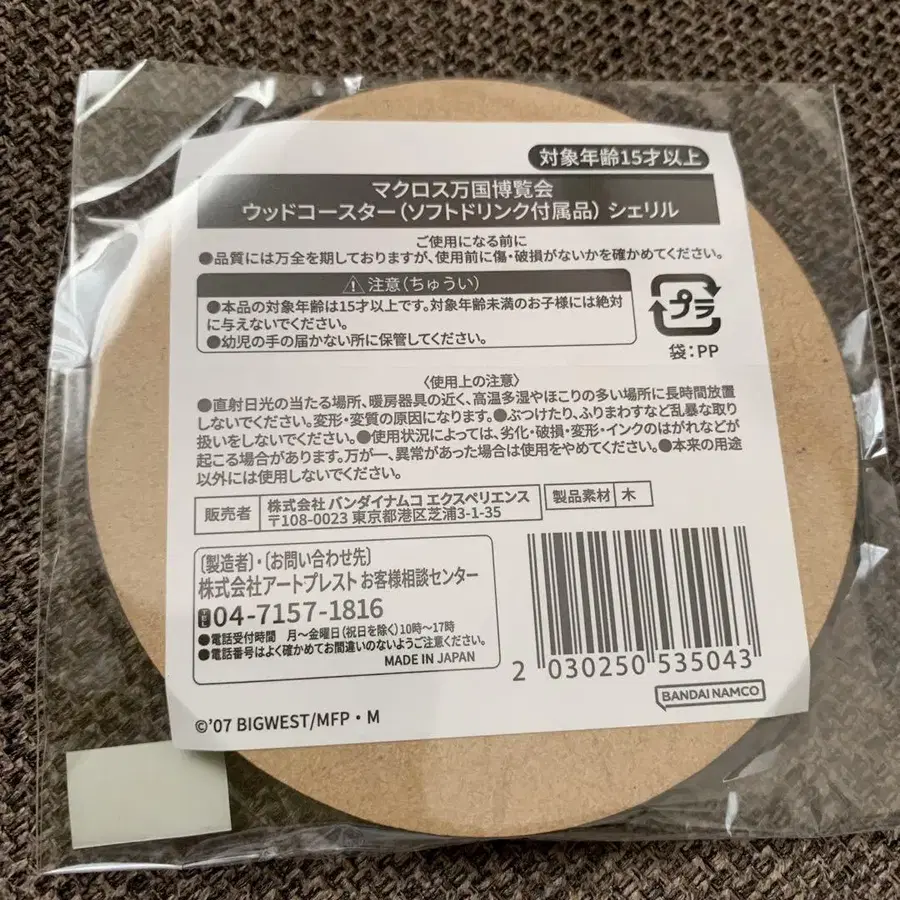 対象年齢15才以上
マクロス万国博覧会
ウッドコースター(ソフトドリンク付属品) シェリル
ご使用になる前に
●品質には万全を期しておりますが、使用前に傷・破損がないかを確かめてください。
⚠注意(ちゅうい)
●本品の対象年齢は15才以上です。対象年齢未満のお子様には絶対
に与えないでください。
●幼児の手の届かない所に保管してください。
プラ
袋:PP
〈使用上の注意〉
●直射日光の当たる場所、暖房器具の近く、高温多湿やほこりの多い場所に長時間放置
しないでください。変形・変質の原因になります。●ぶつけたり、ふりまわすなど乱暴な取り
扱いをしないでください。●使用状況によっては、劣化・破損・変形・インクのはがれなどが
起こる場合があります。万が一、異常があった場合は使用をやめてください。●本来の用途
以外には使用しないでください。
販売者
株式会社 バンダイナムコ エクスペリエンス
〒108-0023 東京都港区芝浦3-1-35
製品素材 木
〔製造者〕・〔お問い合わせ先〕
株式会社アートプレスト お客様相談センター
TEL 04-7157-1816
●電話受付時間 月〜金曜日(祝日を除く)10時〜17時
●電話番号はよく確かめてお間違いのないようご注意ください。
MADE IN JAPAN
2 030250 535043
BANDAI NAMCO
©'07 BIGWEST/MFP・M